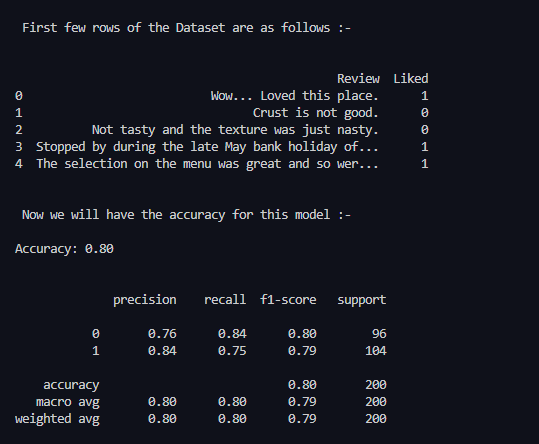 First few rows of the Dataset are as follows :-
Review Liked
0 Wow... Loved this place. 1
1 Crust is not good. 0
2 Not tasty and the texture was just nasty. 0
3 Stopped by during the late May bank holiday of... 1
4 The selection on the menu was great and so wer... 1
Now we will have the accuracy for this model :-
Accuracy: 0.80
precision recall f1-score support
0 0.76 0.84 0.80 96
1 0.84 0.75 0.79 104
accuracy 0.80 200
macro avg 0.80 0.80 0.79 200
weighted avg 0.80 0.80 0.79 200